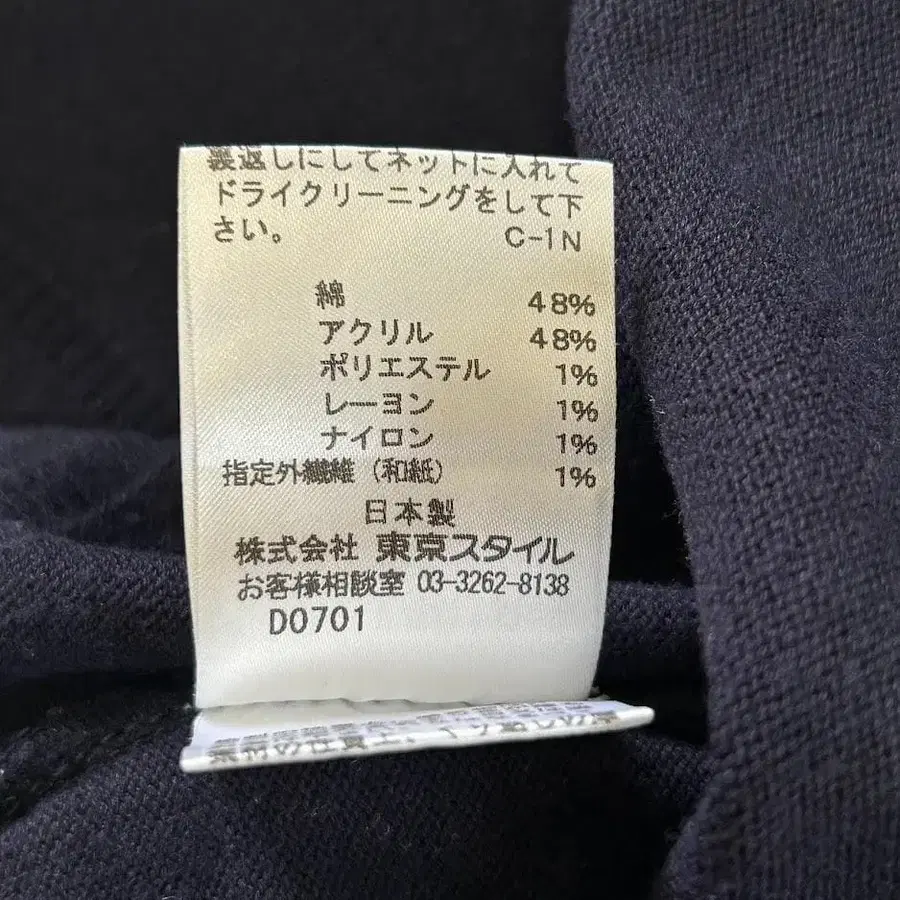 裏返しにしてネットに入れて
ドライクリーニングをして下
さい。 C-1N
綿 48%
アクリル 48%
ポリエステル 1%
レーヨン 1%
ナイロン 1%
指定外繊維（和紙） 1%
日本製
株式会社 東京スタイル
お客様相談室 03-3262-8138
D0701